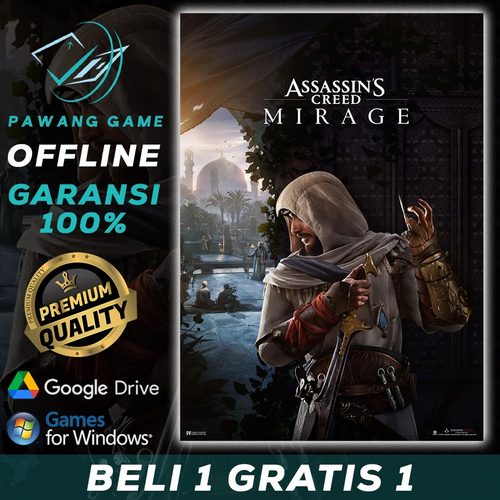 PAWANG GAME
OFFLINE
GARANSI
100%
PREMIUM
QUALITY
Google Drive
Games
for Windows®
ASSASSIN'S
CREED
MIRAGE
BELI 1 GRATIS 1